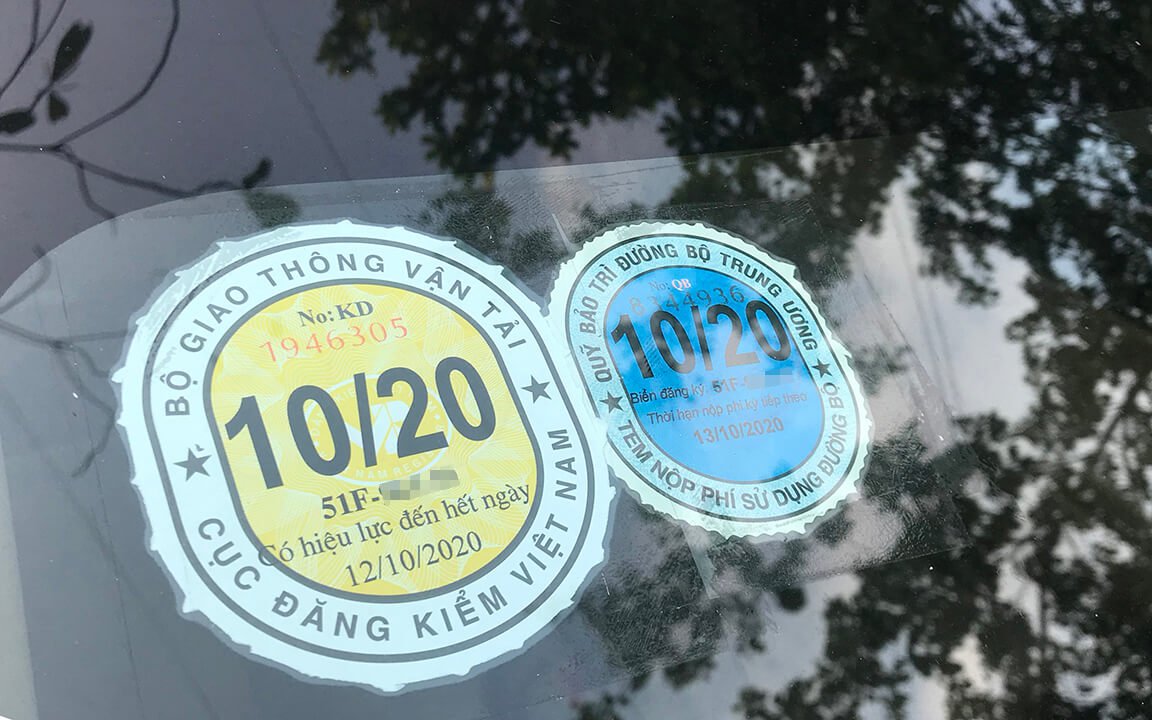 BỘ GIAO THÔNG VẬN TẢI
No: KD
1946305
10/20
51F-
Có hiệu lực đến hết ngày
12/10/2020
CỤC ĐĂNG KIỂM VIỆT NAM
QUỸ BẢO TRÌ ĐƯỜNG BỘ TRUNG ƯƠNG
No: QB
8344936
10/20
Biển đăng ký: 51F-
Thời hạn nộp phí kỳ tiếp theo
13/10/2020
TEM NỘP PHÍ SỬ DỤNG ĐƯỜNG BỘ